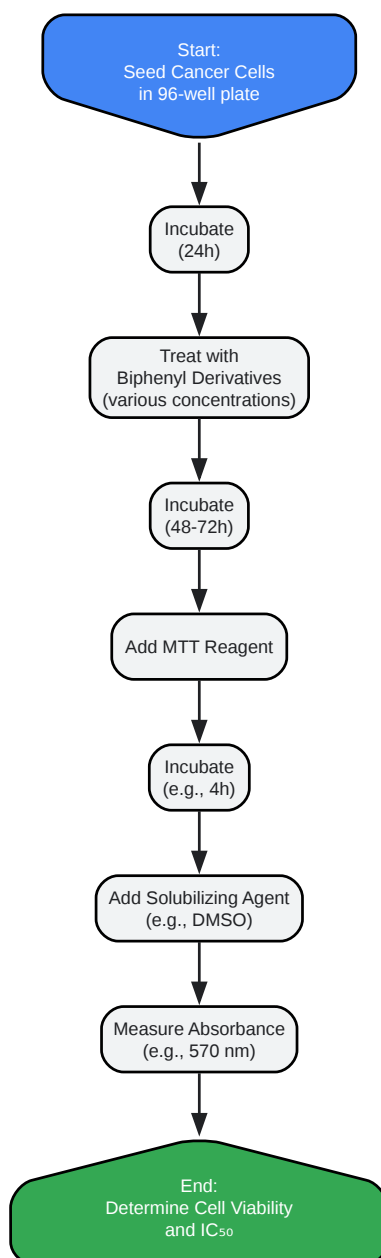 Start:
Seed Cancer Cells
in 96-well plate
Incubate
(24h)
Treat with
Biphenyl Derivatives
(various concentrations)
Incubate
(48-72h)
Add MTT Reagent
Incubate
(e.g., 4h)
Add Solubilizing Agent
(e.g., DMSO)
Measure Absorbance
(e.g., 570 nm)
End:
Determine Cell Viability
and IC₅₀